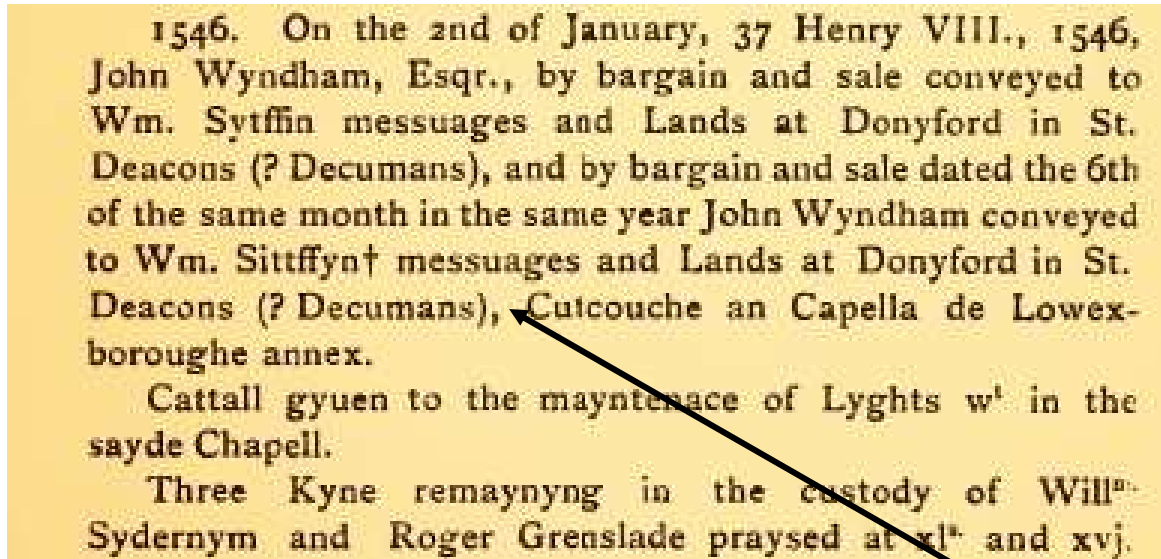 1546. On the 2nd of January, 37 Henry VIII., 1546,
John Wyndham, Esqr., by bargain and sale conveyed to
Wm. Sytffin messuages and Lands at Donyford in St.
Deacons (? Decumans), and by bargain and sale dated the 6th
of the same month in the same year John Wyndham conveyed
to Wm. Sittffyn† messuages and Lands at Donyford in St.
Deacons (? Decumans), Cutcouche an Capella de Lowex-
boroughe annex.
Cattall gyuen to the mayntenace of Lyghts wᵗ in the
sayde Chapell.
Three Kyne remaynyng in the custody of Willᵐ·
Sydernym and Roger Grenslade praysed at xlˢ· and xvj.